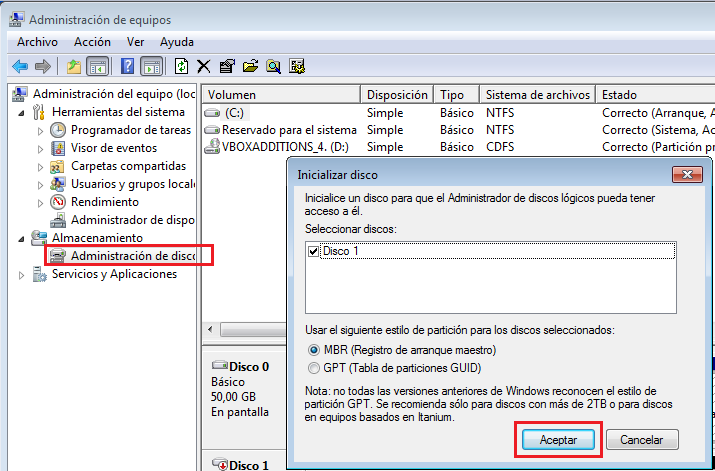 Administración de equipos
Archivo Acción Ver Ayuda
Administración del equipo (loc
Herramientas del sistema
Programador de tareas
Visor de eventos
Carpetas compartidas
Usuarios y grupos locale
Rendimiento
Administrador de dispo
Almacenamiento
Administración de disco
Servicios y Aplicaciones
Volumen Disposición Tipo Sistema de archivos Estado
(C:) Simple Básico NTFS Correcto (Arranque, A
Reservado para el sistema Simple Básico NTFS Correcto (Sistema, Ac
VBOXADDITIONS_4. (D:) Simple Básico CDFS Correcto (Partición pr
Inicializar disco
Inicialice un disco para que el Administrador de discos lógicos pueda tener
acceso a él.
Seleccionar discos:
Disco 1
Usar el siguiente estilo de partición para los discos seleccionados:
MBR (Registro de arranque maestro)
GPT (Tabla de particiones GUID)
Nota: no todas las versiones anteriores de Windows reconocen el estilo de
partición GPT. Se recomienda sólo para discos con más de 2TB o para discos
en equipos basados en Itanium.
Aceptar Cancelar
Disco 0
Básico
50,00 GB
En pantalla
Disco 1